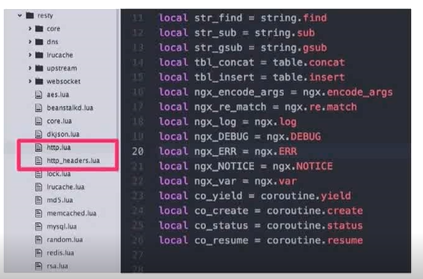 resty
core
dns
lrucache
upstream
websocket
aes.lua
beanstalkd.lua
core.lua
dkjson.lua
http.lua
http_headers.lua
lock.lua
lrucache.lua
md5.lua
memcached.lua
mysql.lua
random.lua
redis.lua
rsa.lua
11 local str_find = string.find
12 local str_sub = string.sub
13 local str_gsub = string.gsub
14 local tbl_concat = table.concat
15 local tbl_insert = table.insert
16 local ngx_encode_args = ngx.encode_args
17 local ngx_re_match = ngx.re.match
18 local ngx_log = ngx.log
19 local ngx_DEBUG = ngx.DEBUG
20 local ngx_ERR = ngx.ERR
21 local ngx_NOTICE = ngx.NOTICE
22 local ngx_var = ngx.var
23 local co_yield = coroutine.yield
24 local co_create = coroutine.create
25 local co_status = coroutine.status
26 local co_resume = coroutine.resume
27
28